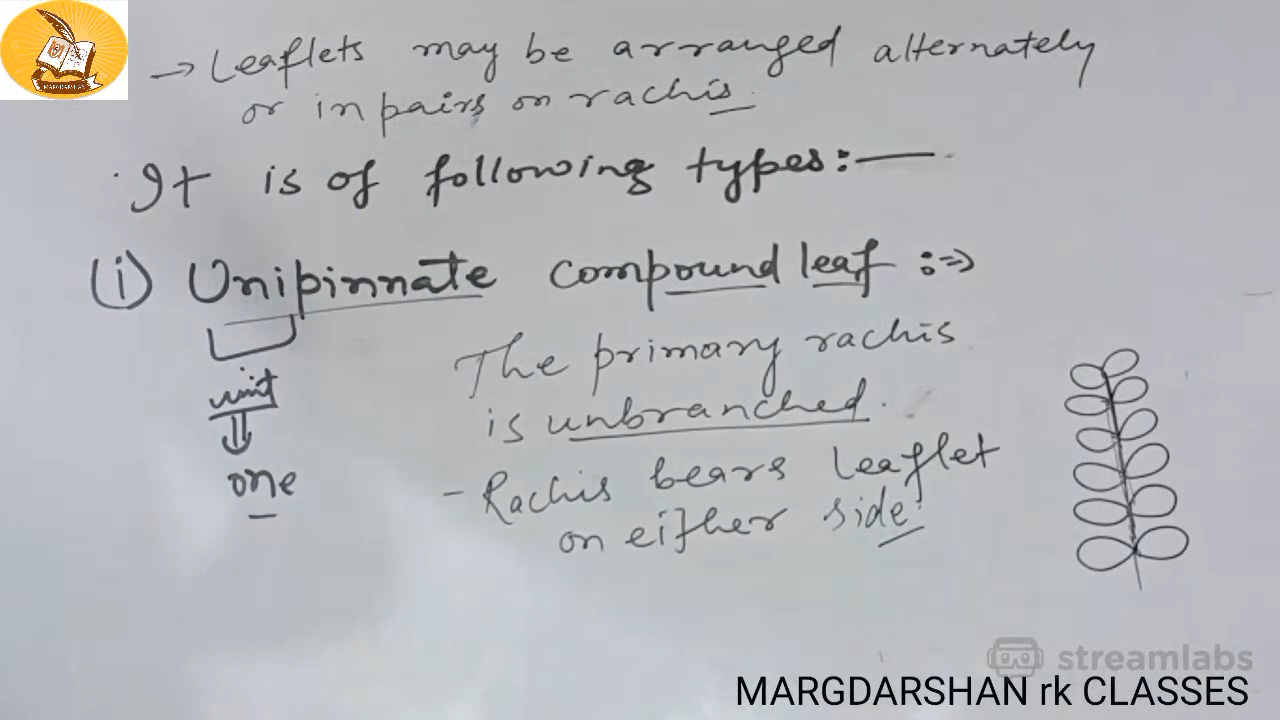 MARGDARSHAN
→ Leaflets may be arranged alternately
or in pairs on rachis.
It is of following types:—
(i) Unipinnate compound leaf :⇒
unit
⇓
one
The primary rachis
is unbranched.
- Rachis bears leaflet
on either side.
streamlabs
MARGDARSHAN rk CLASSES